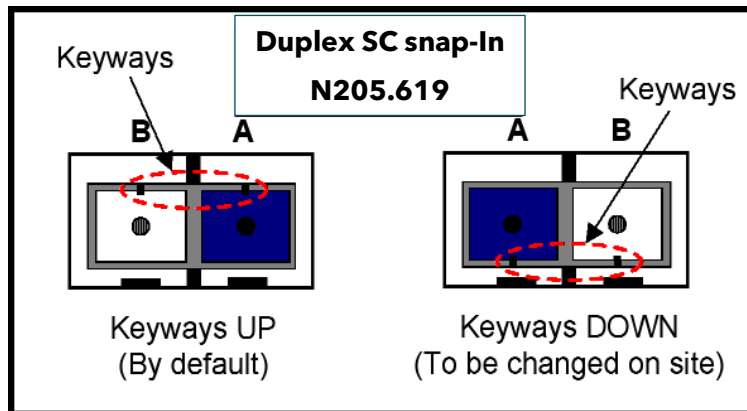 Duplex SC snap-In
N205.619
Keyways
Keyways
B A
A B
Keyways UP
(By default)
Keyways DOWN
(To be changed on site)